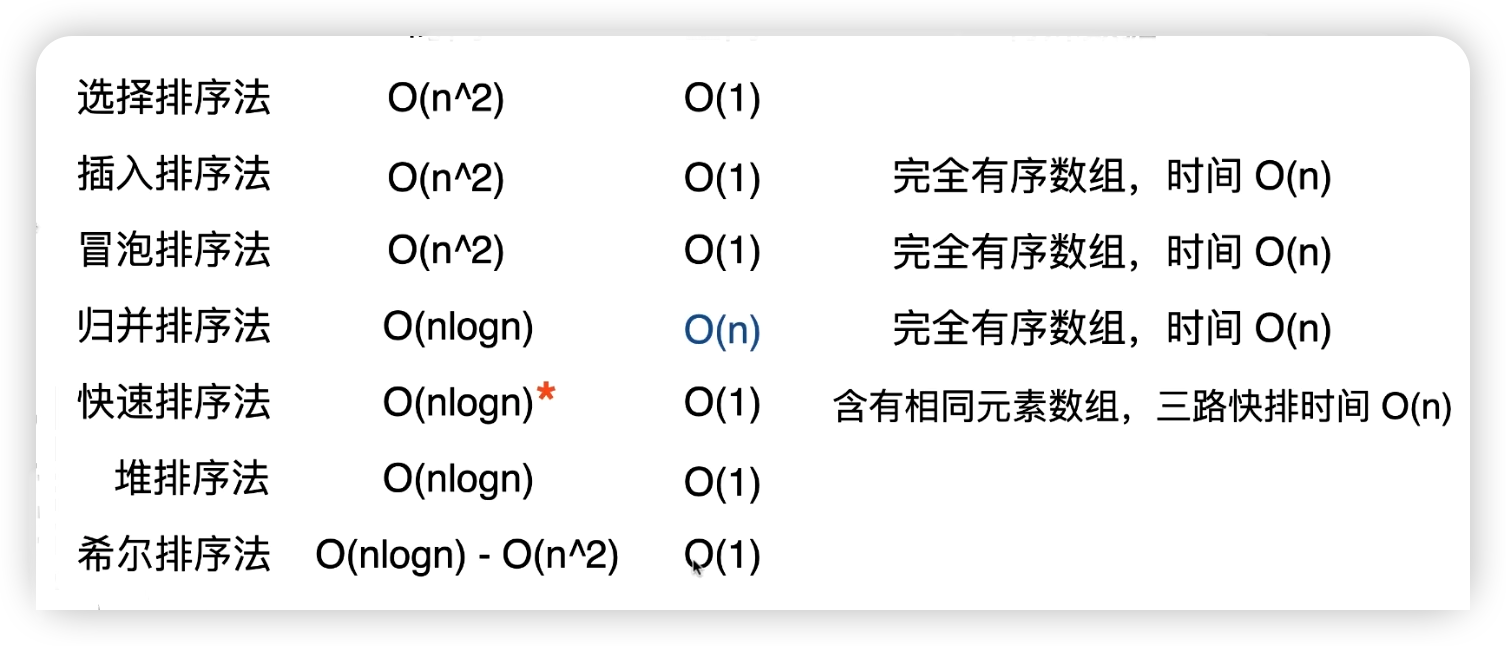 选择排序法 O(n^2) O(1)
插入排序法 O(n^2) O(1) 完全有序数组，时间 O(n)
冒泡排序法 O(n^2) O(1) 完全有序数组，时间 O(n)
归并排序法 O(nlogn) O(n) 完全有序数组，时间 O(n)
快速排序法 O(nlogn)* O(1) 含有相同元素数组，三路快排时间 O(n)
堆排序法 O(nlogn) O(1)
希尔排序法 O(nlogn) - O(n^2) O(1)